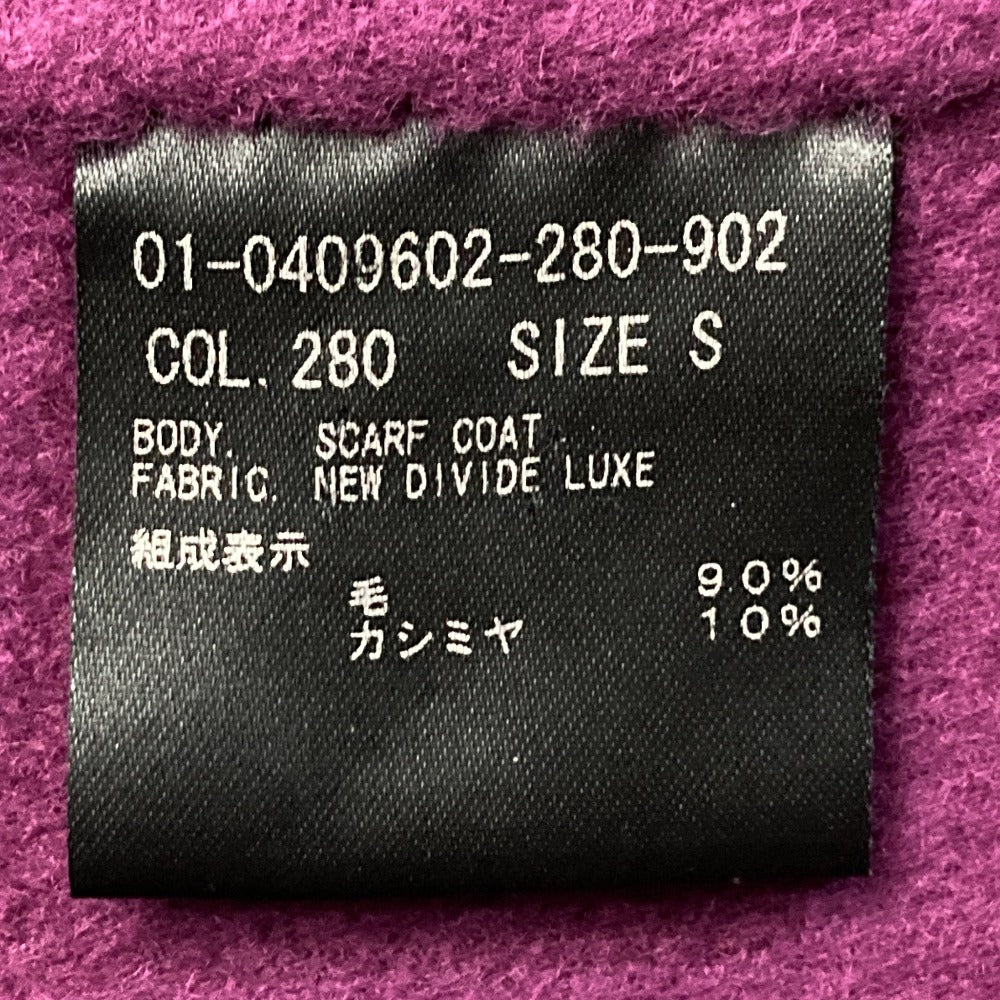 01-0409602-280-902
COL. 280 SIZE S
BODY. SCARF COAT
FABRIC. NEW DIVIDE LUXE
組成表示
毛 90%
カシミヤ 10%